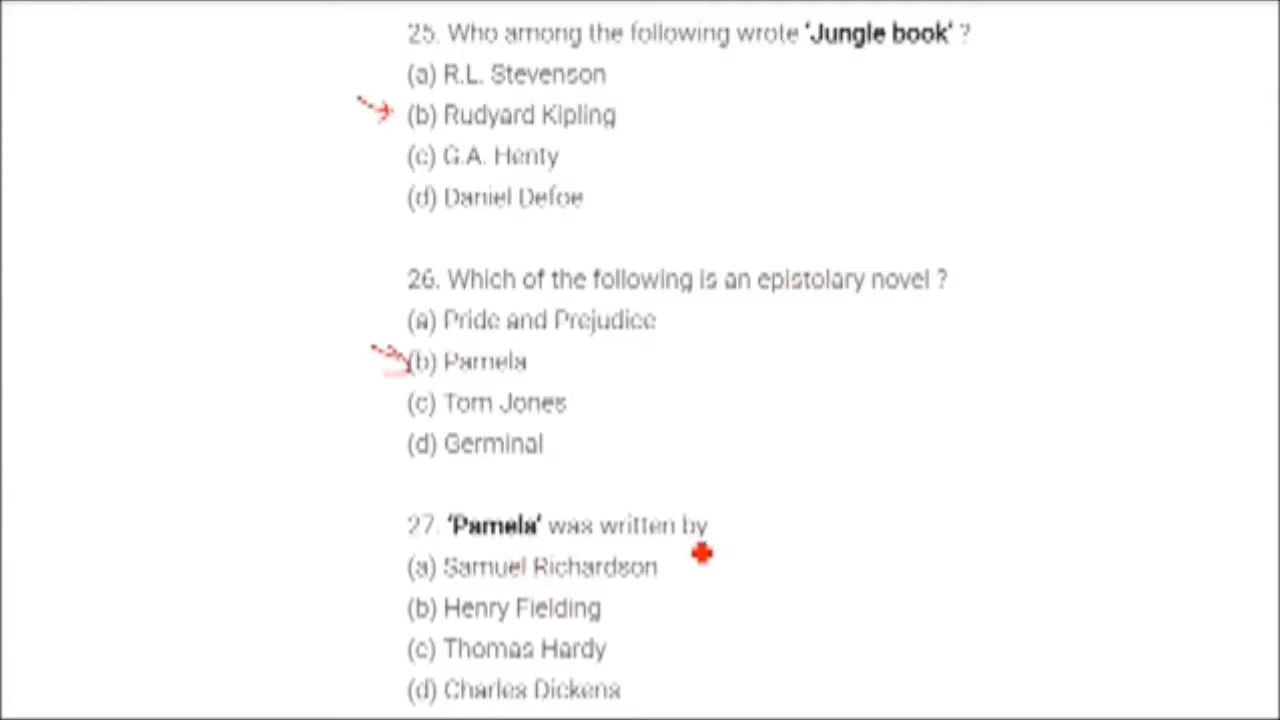 25. Who among the following wrote ‘Jungle book‘ ?
(a) R.L. Stevenson
(b) Rudyard Kipling
(c) G.A. Henty
(d) Daniel Defoe
26. Which of the following is an epistolary novel ?
(a) Pride and Prejudice
(b) Pamela
(c) Tom Jones
(d) Germinal
27. ‘Pamela’ was written by
(a) Samuel Richardson
(b) Henry Fielding
(c) Thomas Hardy
(d) Charles Dickens